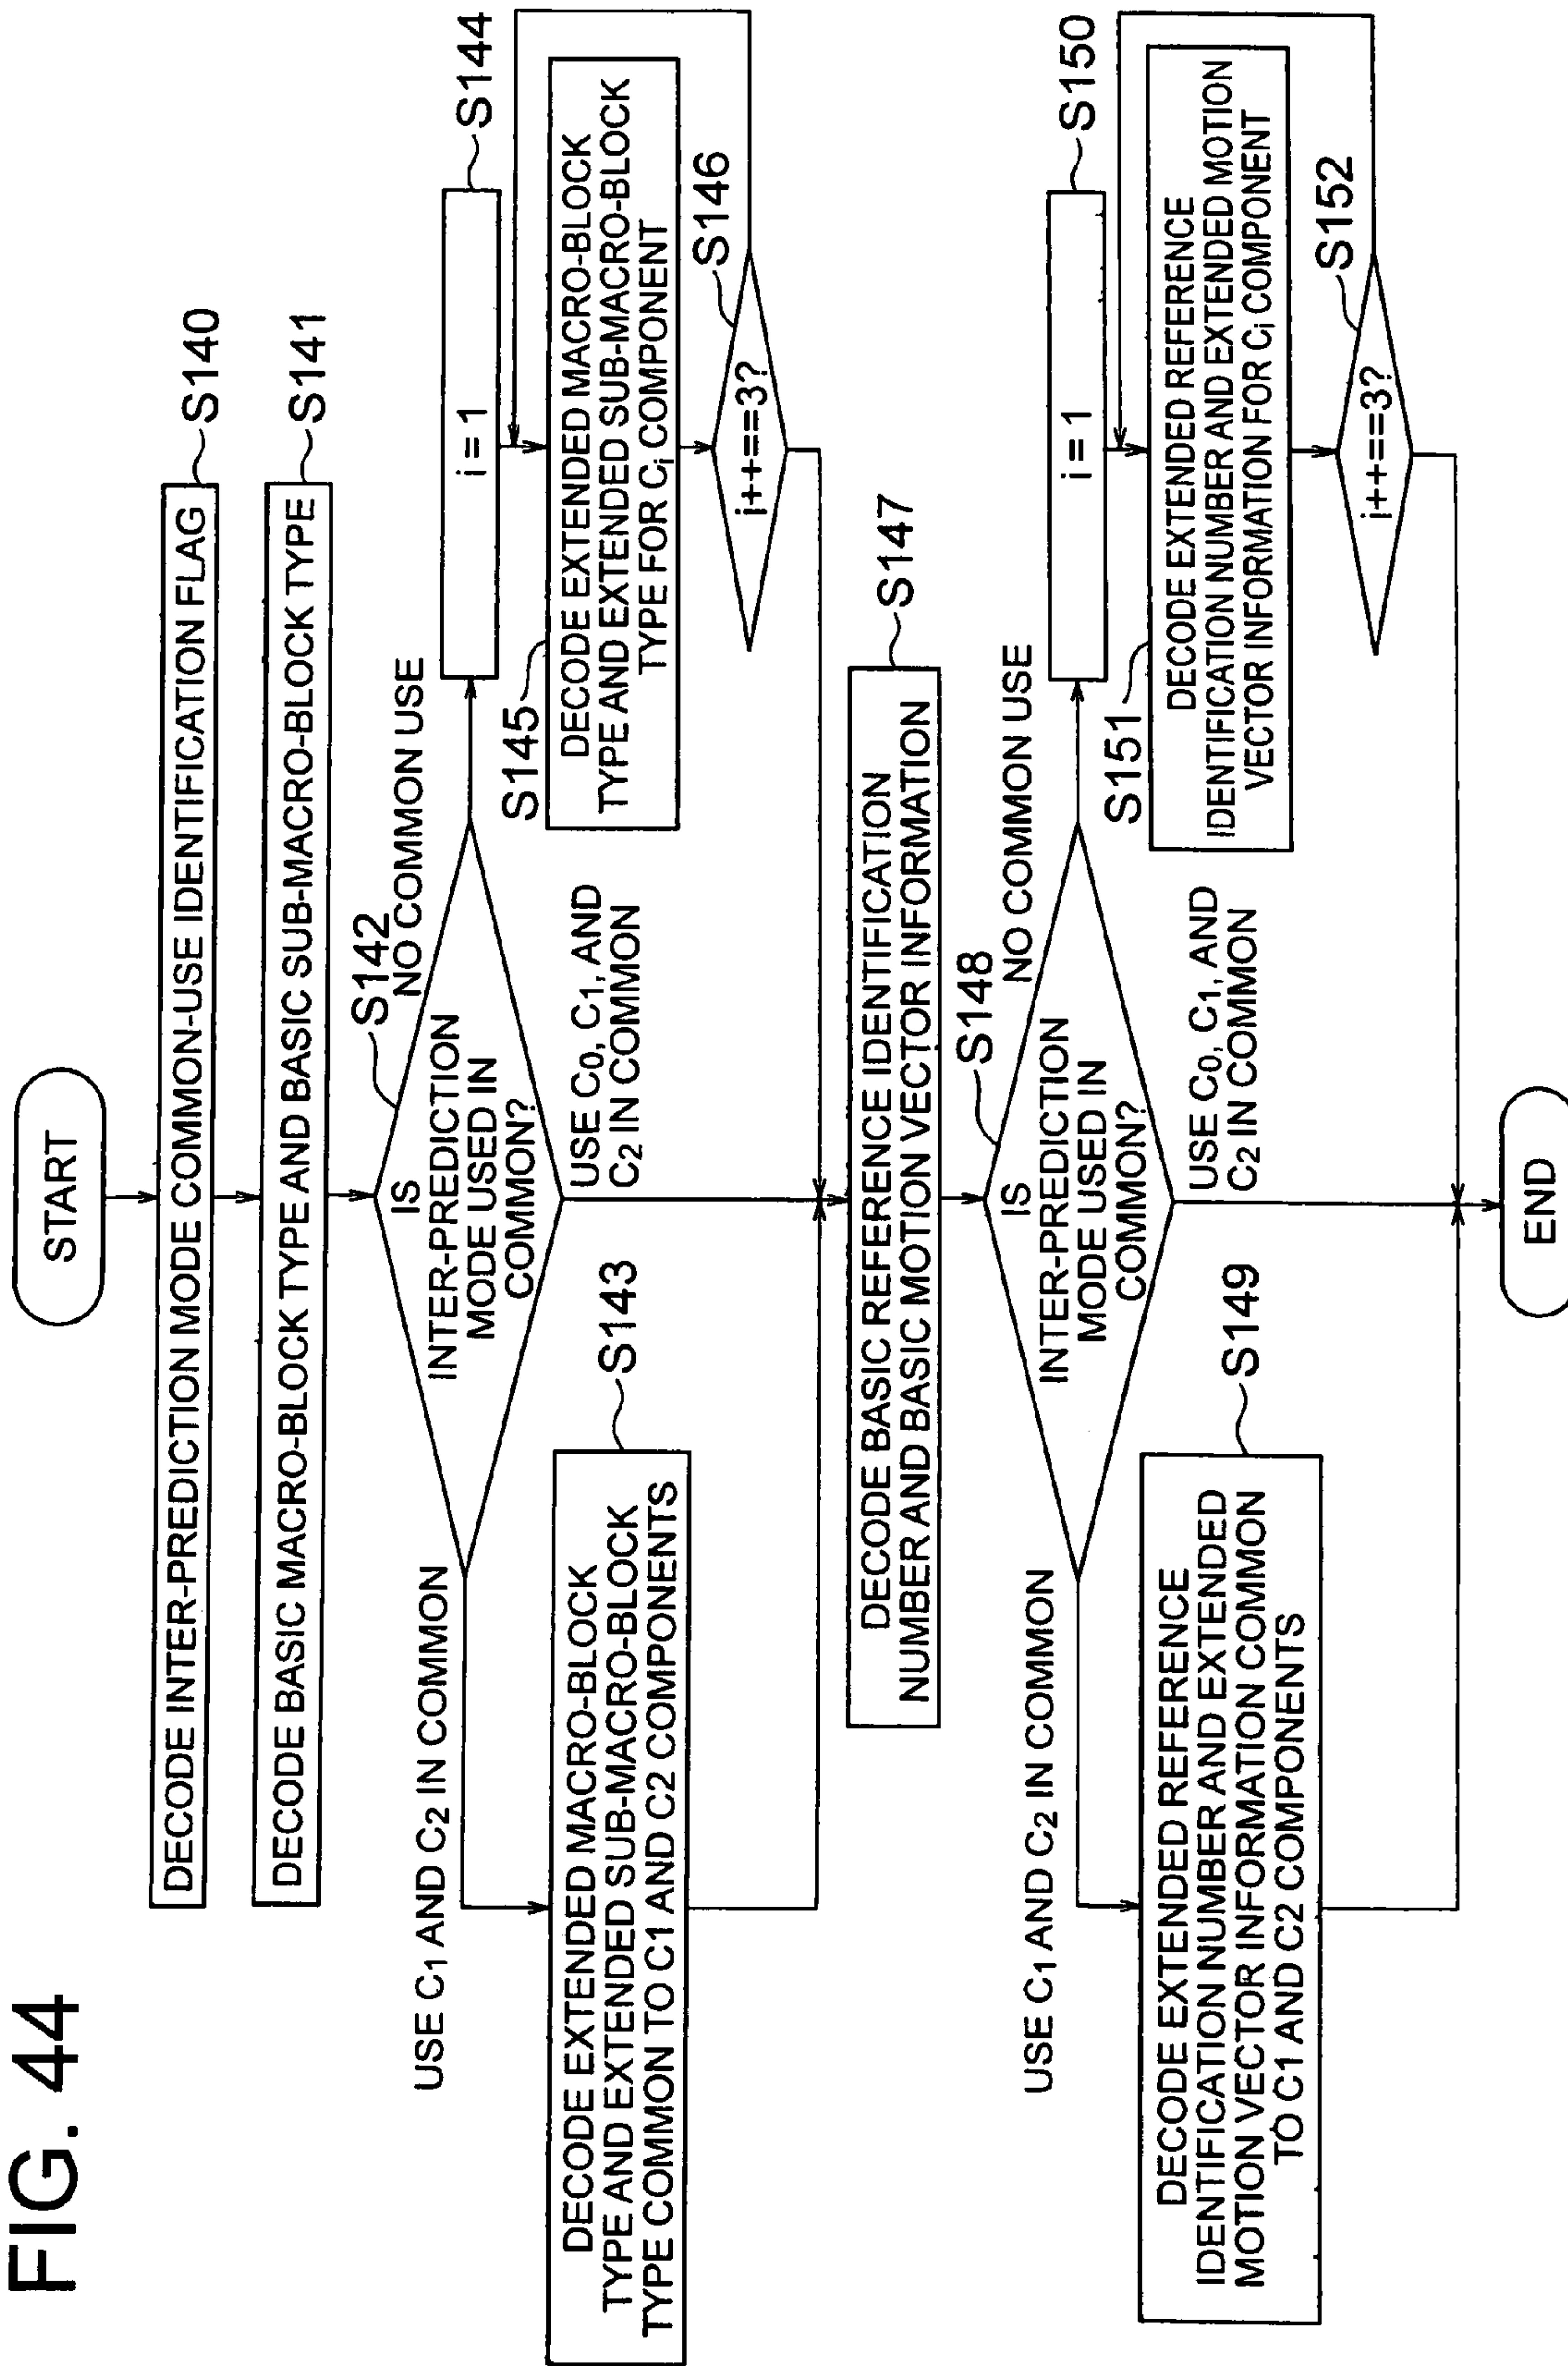 FIG. 44
START
DECODE INTER-PREDICTION MODE COMMON-USE IDENTIFICATION FLAG
S140
DECODE BASIC MACRO-BLOCK TYPE AND BASIC SUB-MACRO-BLOCK TYPE
S141
S142
IS
INTER-PREDICTION
MODE USED IN
COMMON?
USE C1 AND C2 IN COMMON
NO COMMON USE
USE C0, C1, AND
C2 IN COMMON
S143
DECODE EXTENDED MACRO-BLOCK
TYPE AND EXTENDED SUB-MACRO-BLOCK
TYPE COMMON TO C1 AND C2 COMPONENTS
i = 1
S144
S145
DECODE EXTENDED MACRO-BLOCK
TYPE AND EXTENDED SUB-MACRO-BLOCK
TYPE FOR Ci COMPONENT
S146
i++==3?
S147
DECODE BASIC REFERENCE IDENTIFICATION
NUMBER AND BASIC MOTION VECTOR INFORMATION
S148
IS
INTER-PREDICTION
MODE USED IN
COMMON?
USE C1 AND C2 IN COMMON
NO COMMON USE
USE C0, C1, AND
C2 IN COMMON
S149
DECODE EXTENDED REFERENCE
IDENTIFICATION NUMBER AND EXTENDED
MOTION VECTOR INFORMATION COMMON
TO C1 AND C2 COMPONENTS
i = 1
S150
S151
DECODE EXTENDED REFERENCE
IDENTIFICATION NUMBER AND EXTENDED MOTION
VECTOR INFORMATION FOR Ci COMPONENT
S152
i++==3?
END